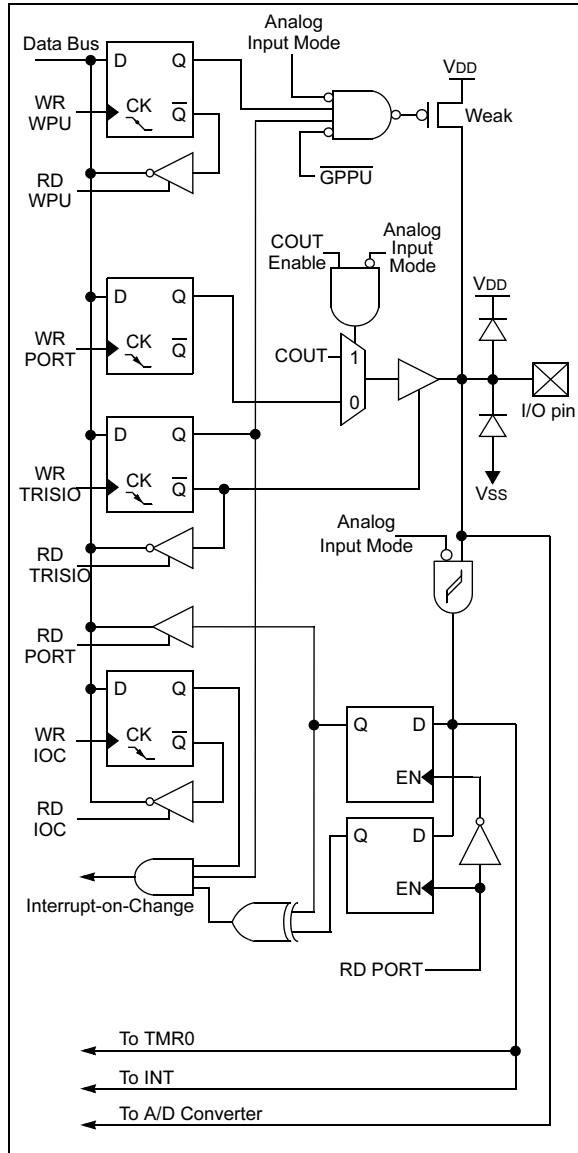 Analog
Input Mode
Data Bus
D Q
VDD
WR
WPU
CK
Q
Weak
RD
WPU
GPPU
COUT
Enable
Analog
Input
Mode
D Q
VDD
WR
PORT
CK
Q
COUT
1
0
I/O pin
D Q
WR
TRISIO
CK
Q
VSS
Analog
Input Mode
RD
TRISIO
RD
PORT
D Q
Q D
WR
IOC
CK
Q
EN
RD
IOC
Q D
Interrupt-on-Change
EN
RD PORT
To TMR0
To INT
To A/D Converter